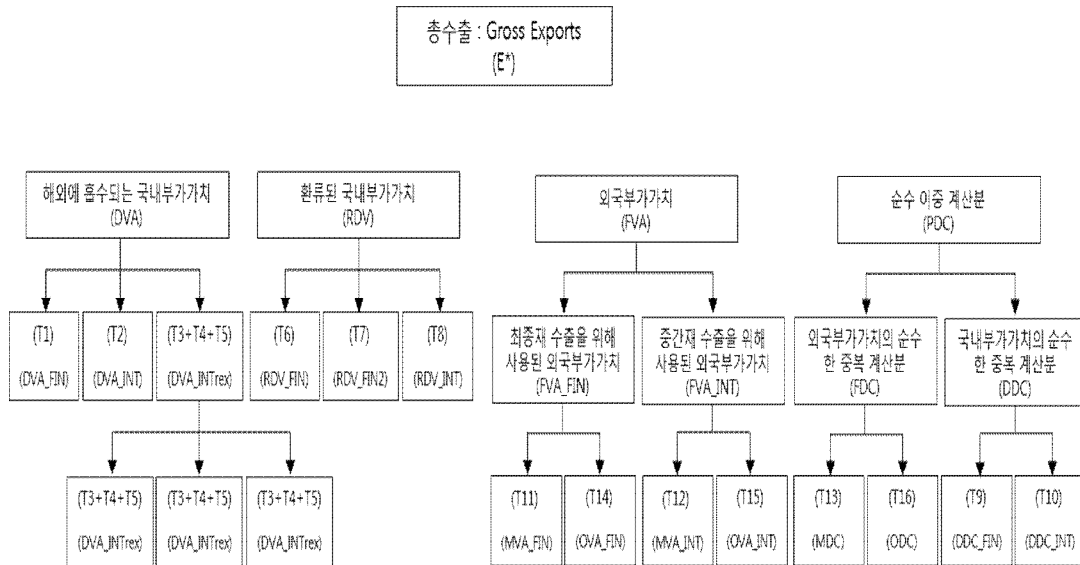 총수출 : Gross Exports
(E*)
해외에 흡수되는 국내부가가치
(DVA)
환류된 국내부가가치
(RDV)
외국부가가치
(FVA)
순수 이중 계산분
(PDC)
(T1)
(DVA_FIN)
(T2)
(DVA_INT)
(T3+T4+T5)
(DVA_INTrex)
(T6)
(RDV_FIN)
(T7)
(RDV_FIN2)
(T8)
(RDV_INT)
최종재 수출을 위해
사용된 외국부가가치
(FVA_FIN)
중간재 수출을 위해
사용된 외국부가가치
(FVA_INT)
외국부가가치의 순수
한 중복 계산분
(FDC)
국내부가가치의 순수
한 중복 계산분
(DDC)
(T3+T4+T5)
(DVA_INTrex)
(T3+T4+T5)
(DVA_INTrex)
(T3+T4+T5)
(DVA_INTrex)
(T11)
(MVA_FIN)
(T14)
(OVA_FIN)
(T12)
(MVA_INT)
(T15)
(OVA_INT)
(T13)
(MDC)
(T16)
(ODC)
(T9)
(DDC_FIN)
(T10)
(DDC_INT)